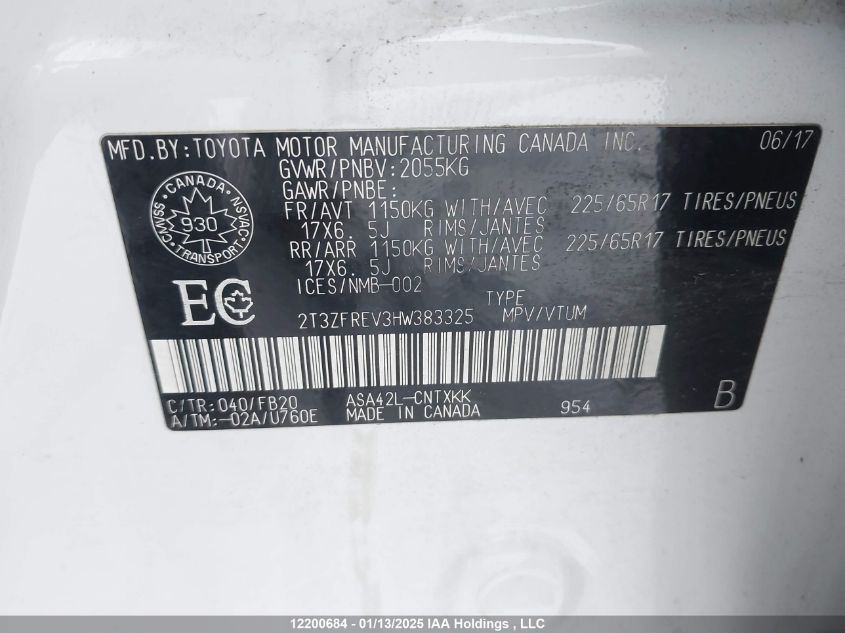 MFD.BY:TOYOTA MOTOR MANUFACTURING CANADA INC. 06/17
GVWR/PNBV:2055KG
GAWR/PNBE:
FR/AVT 1150KG WITH/AVEC 225/65R17 TIRES/PNEUS
17X6.5J RIMS/JANTES
RR/ARR 1150KG WITH/AVEC 225/65R17 TIRES/PNEUS
17X6.5J RIMS/JANTES
ICES/NMB-002
CANADA
CMVSS
930
NSVAC
TRANSPORT
EC
TYPE
2T3ZFREV3HW383325 MPV/VTUM
C/TR:040/FB20 ASA42L-CNTXKK
A/TM:-02A/U760E MADE IN CANADA 954 B
12200684 - 01/13/2025 IAA Holdings , LLC